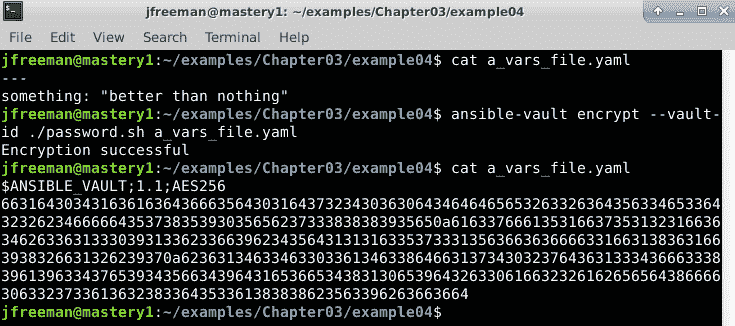 jfreeman@mastery1: ~/examples/Chapter03/example04
File Edit View Search Terminal Help
jfreeman@mastery1:~/examples/Chapter03/example04$ cat a_vars_file.yaml
---
something: "better than nothing"
jfreeman@mastery1:~/examples/Chapter03/example04$ ansible-vault encrypt --vault-
id ./password.sh a_vars_file.yaml
Encryption successful
jfreeman@mastery1:~/examples/Chapter03/example04$ cat a_vars_file.yaml
$ANSIBLE_VAULT;1.1;AES256
66316430343163616364366635643031643732343036306434646465653263326364356334653364
3232623466666435373835393035656237333838383935650a616337666135316637353132316636
34626336313330393133623366396234356431313163353733313563663636666331663138363166
3938326631326239370a623631346334633033613463386466313734303237643631333436663338
39613963343765393435663439643165366534383130653964326330616632326162656564386666
3063323733613632383364353361383838623563396263663664
jfreeman@mastery1:~/examples/Chapter03/example04$